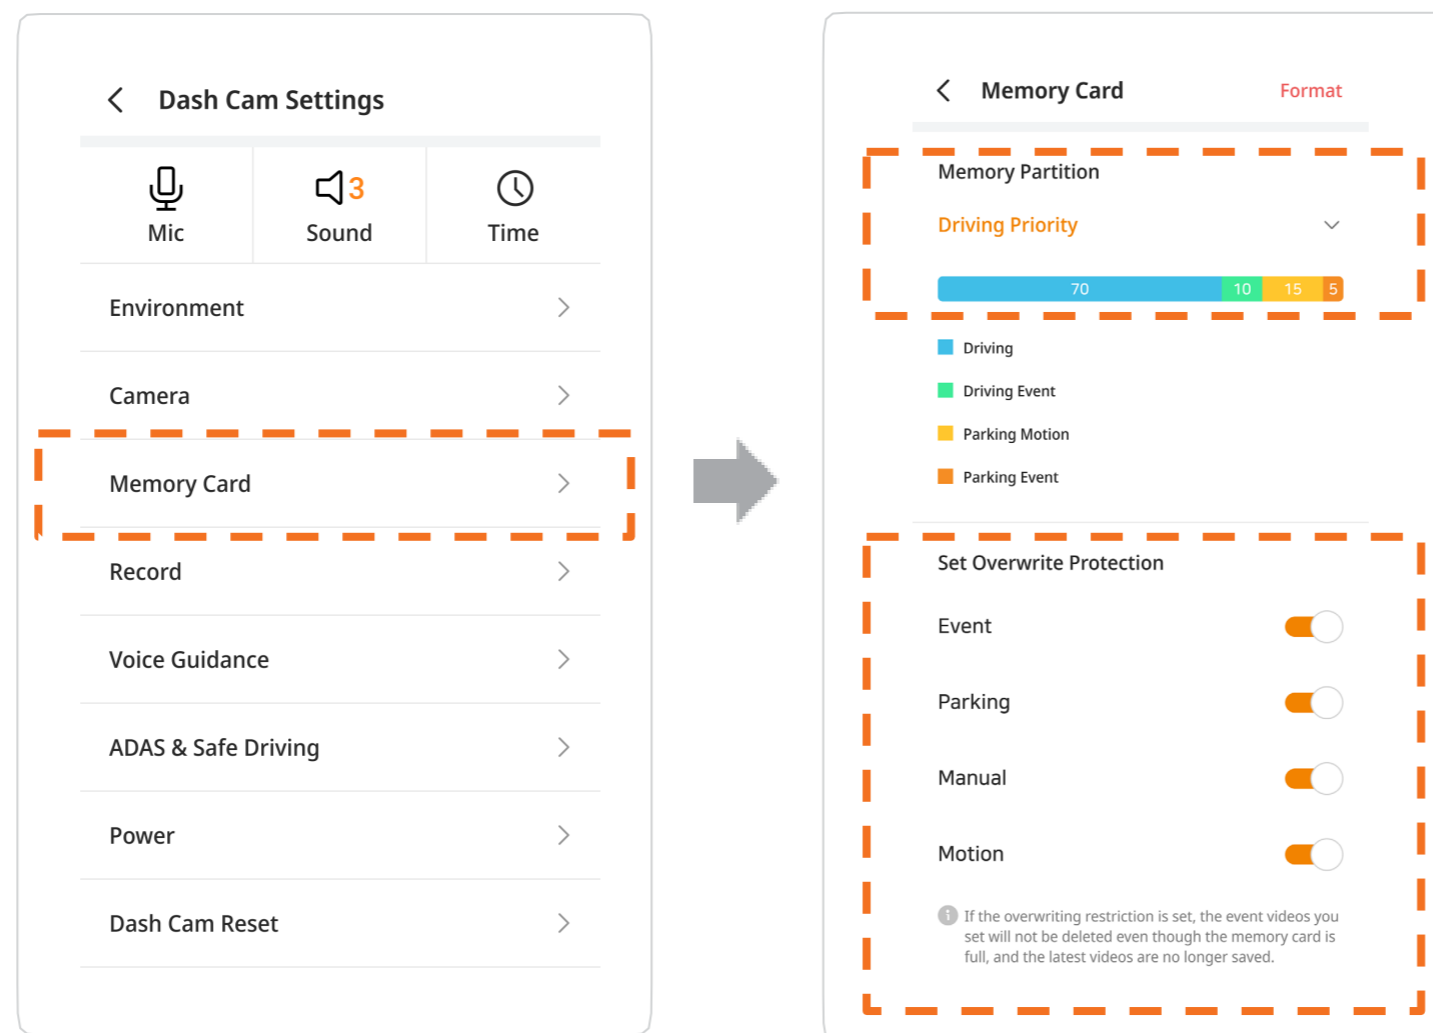 Dash Cam Settings
3
Mic
Sound
Time
Environment
Camera
Memory Card
Record
Voice Guidance
ADAS & Safe Driving
Power
Dash Cam Reset
Memory Card
Format
Memory Partition
Driving Priority
70
10
15
5
Driving
Driving Event
Parking Motion
Parking Event
Set Overwrite Protection
Event
Parking
Manual
Motion
If the overwriting restriction is set, the event videos you
set will not be deleted even though the memory card is
full, and the latest videos are no longer saved.